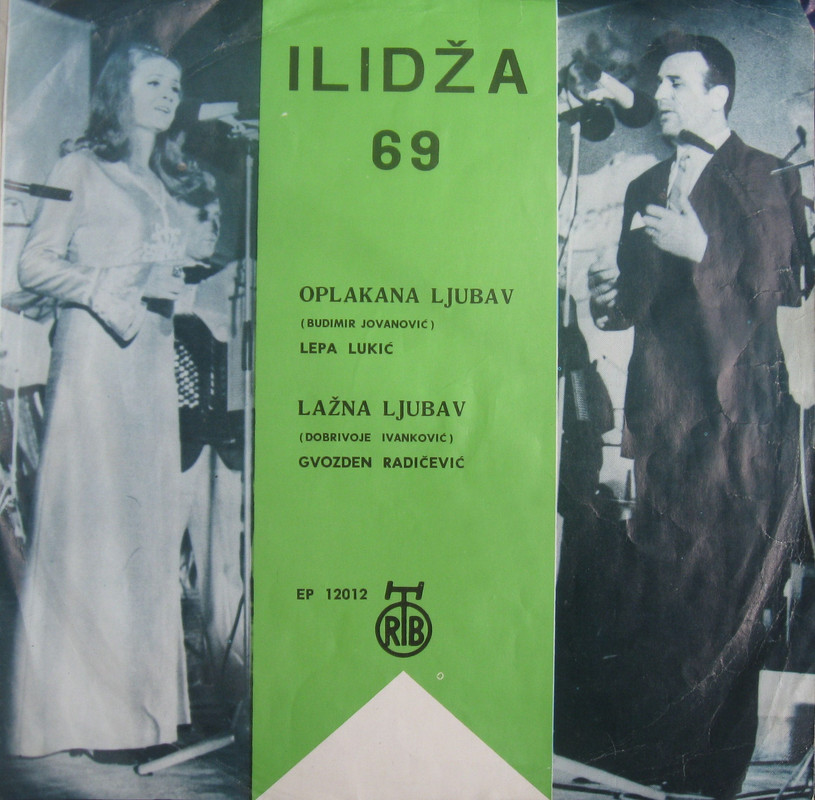 ILIDŽA
69
OPLAKANA LJUBAV
(BUDIMIR JOVANOVIĆ)
LEPA LUKIĆ
LAŽNA LJUBAV
(DOBRIVOJE IVANKOVIĆ)
GVOZDEN RADIČEVIĆ
EP 12012 RTB